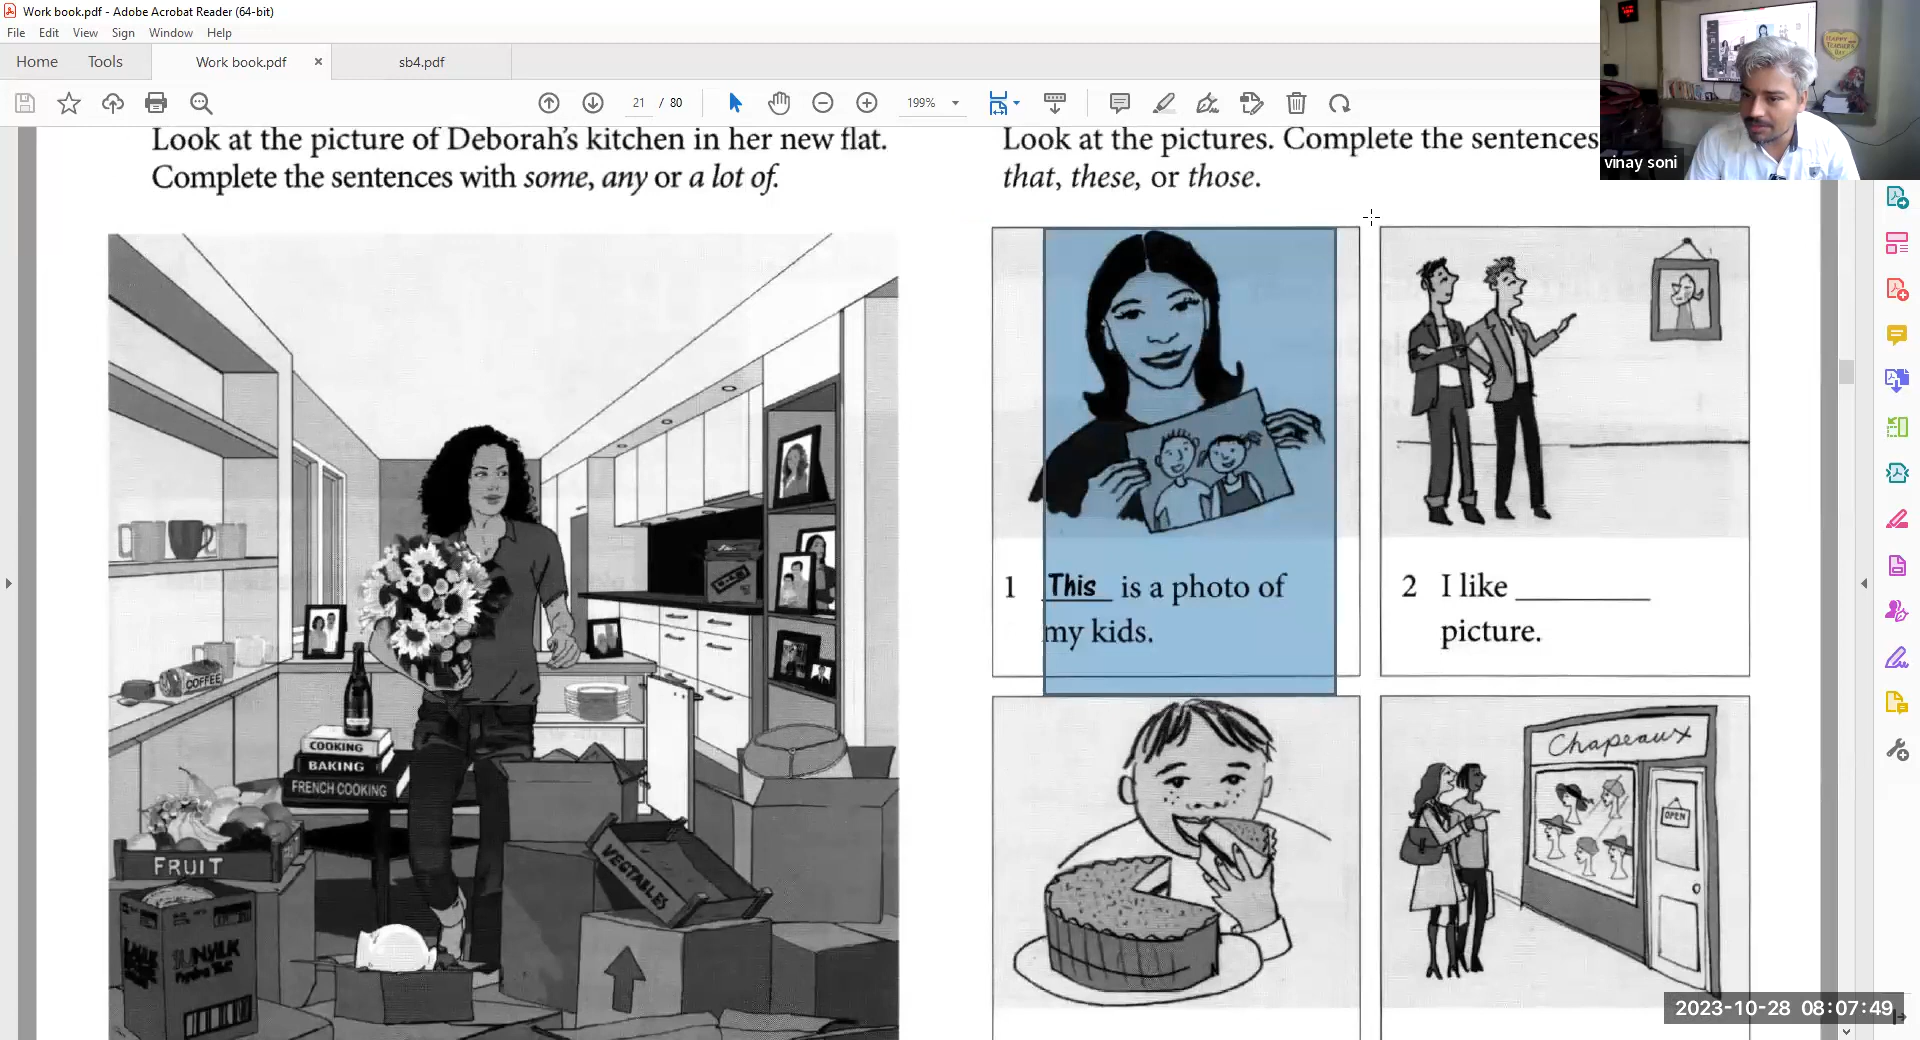 Work book.pdf - Adobe Acrobat Reader (64-bit)
File Edit View Sign Window Help
Home Tools Work book.pdf × sb4.pdf
21 / 80 199%
Look at the picture of Deborah's kitchen in her new flat.
Complete the sentences with some, any or a lot of.
Look at the pictures. Complete the sentences
that, these, or those.
1 This is a photo of
my kids.
2 I like __________
picture.
COFFEE
COOKING
BAKING
FRENCH COOKING
FRUIT
VEGTABLES
SUNSILK
Chapeaux
OPEN
vinay soni
2023-10-28 08:07:49